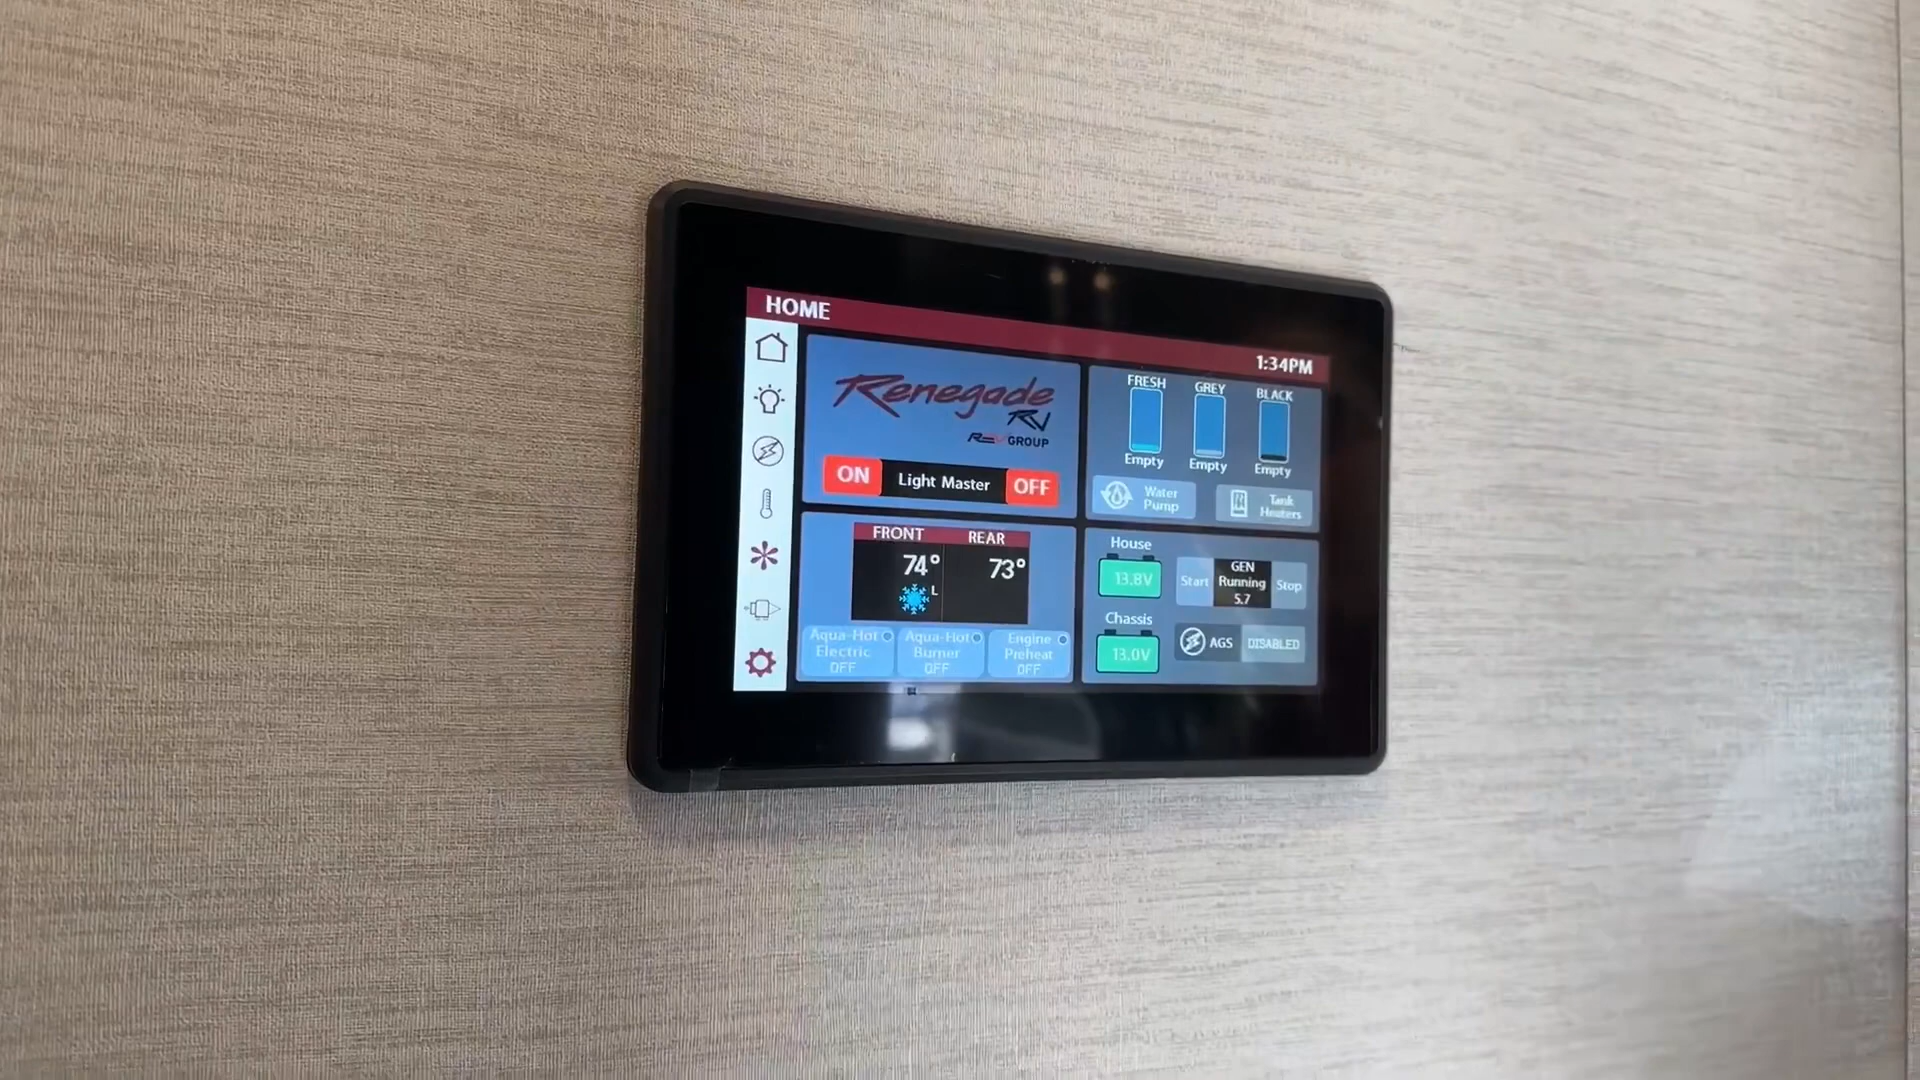 HOME
1:34PM
Renegade
RV
REV GROUP
ON
Light Master
OFF
FRESH
GREY
BLACK
Empty
Empty
Empty
Water
Pump
Tank
Heaters
FRONT
REAR
74°
73°
L
Aqua-Hot
Electric
OFF
Aqua-Hot
Burner
OFF
Engine
Preheat
OFF
House
13.8V
Chassis
13.0V
Start
GEN
Running
5.7
Stop
AGS
DISABLED